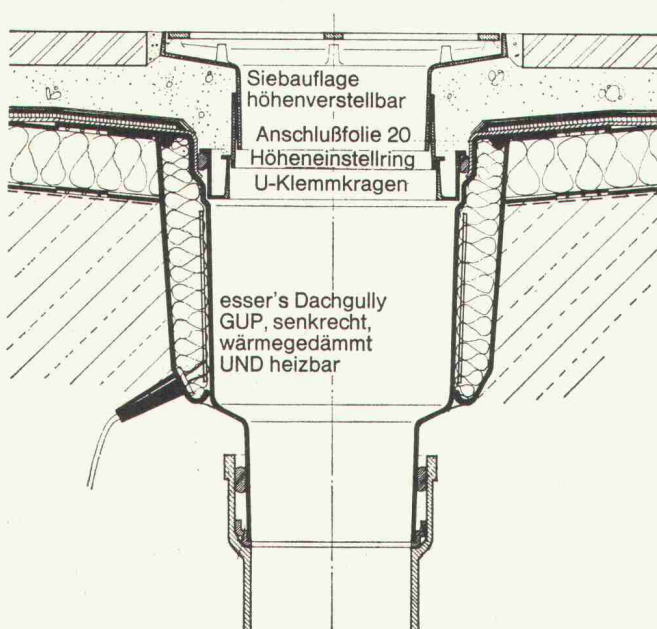 Siebauflage
höhenverstellbar
Anschlußfolie 20
Höheneinstellring
U-Klemmkragen
esser's Dachgully
GUP, senkrecht,
wärmegedämmt
UND heizbar